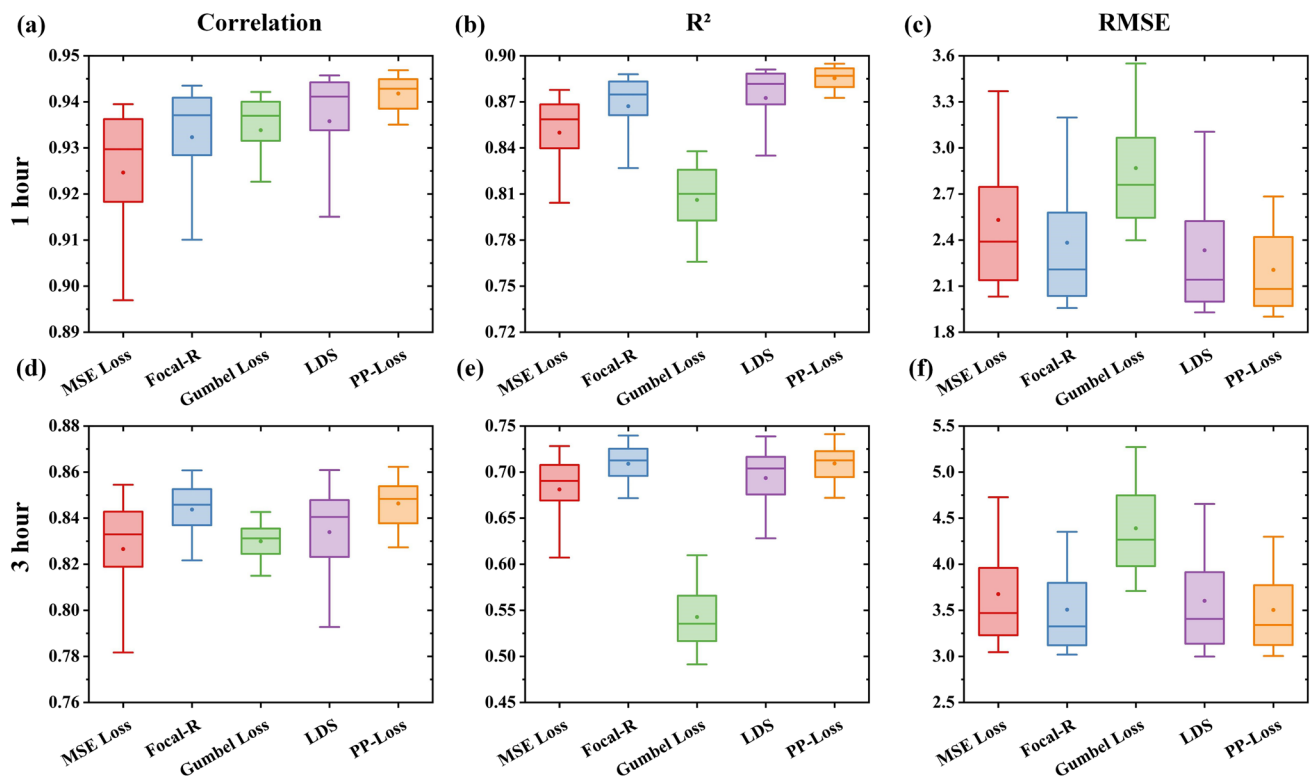 (a) Correlation (b) R² (c) RMSE
1 hour
0.95
0.94
0.93
0.92
0.91
0.90
0.89
MSE Loss
Focal-R
Gumbel Loss
LDS
PP-Loss
0.90
0.87
0.84
0.81
0.78
0.75
0.72
MSE Loss
Focal-R
Gumbel Loss
LDS
PP-Loss
3.6
3.3
3.0
2.7
2.4
2.1
1.8
MSE Loss
Focal-R
Gumbel Loss
LDS
PP-Loss
(d) (e) (f)
3 hour
0.88
0.86
0.84
0.82
0.80
0.78
0.76
MSE Loss
Focal-R
Gumbel Loss
LDS
PP-Loss
0.75
0.70
0.65
0.60
0.55
0.50
0.45
MSE Loss
Focal-R
Gumbel Loss
LDS
PP-Loss
5.5
5.0
4.5
4.0
3.5
3.0
2.5
MSE Loss
Focal-R
Gumbel Loss
LDS
PP-Loss